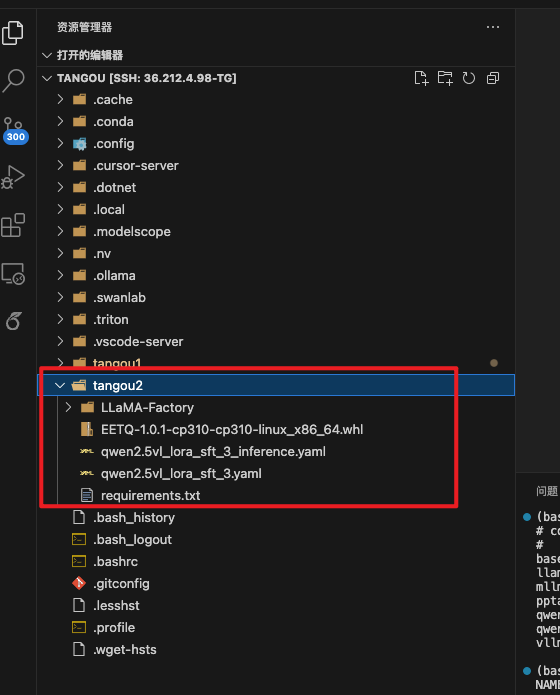 资源管理器
打开的编辑器
TANGOU [SSH: 36.212.4.98-TG]
.cache
.conda
.config
.cursor-server
.dotnet
.local
.modelscope
.nv
.ollama
.swanlab
.triton
.vscode-server
tangou1
tangou2
LLaMA-Factory
EETQ-1.0.1-cp310-cp310-linux_x86_64.whl
qwen2.5vl_lora_sft_3_inference.yaml
qwen2.5vl_lora_sft_3.yaml
requirements.txt
.bash_history
.bash_logout
.bashrc
.gitconfig
.lesshst
.profile
.wget-hsts
300
问题
(bas
# co
#
base
llam
mllm
ppta
qwer
qwer
vllm
(bas
NAME